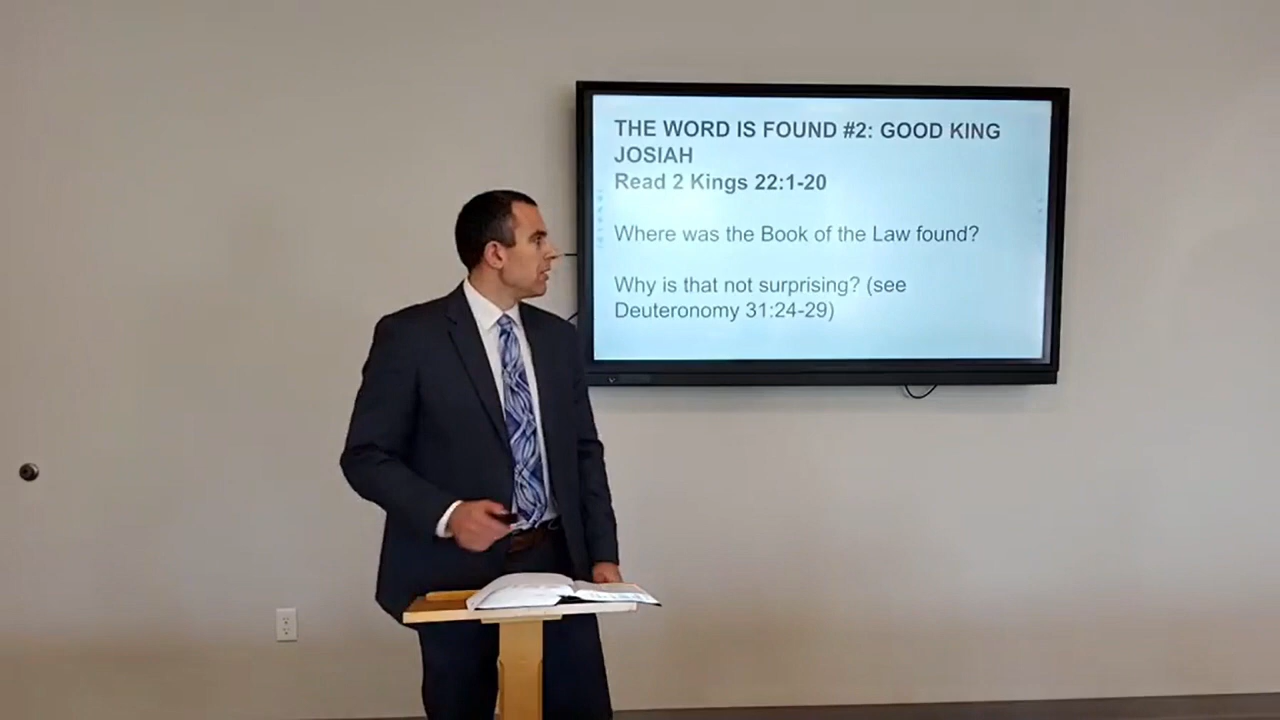 THE WORD IS FOUND #2: GOOD KING
JOSIAH
Read 2 Kings 22:1-20
Where was the Book of the Law found?
Why is that not surprising? (see
Deuteronomy 31:24-29)